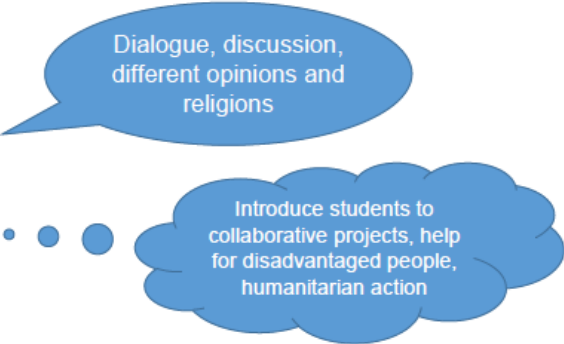 Dialogue, discussion,
different opinions and
religions
Introduce students to
collaborative projects, help
for disadvantaged people,
humanitarian action